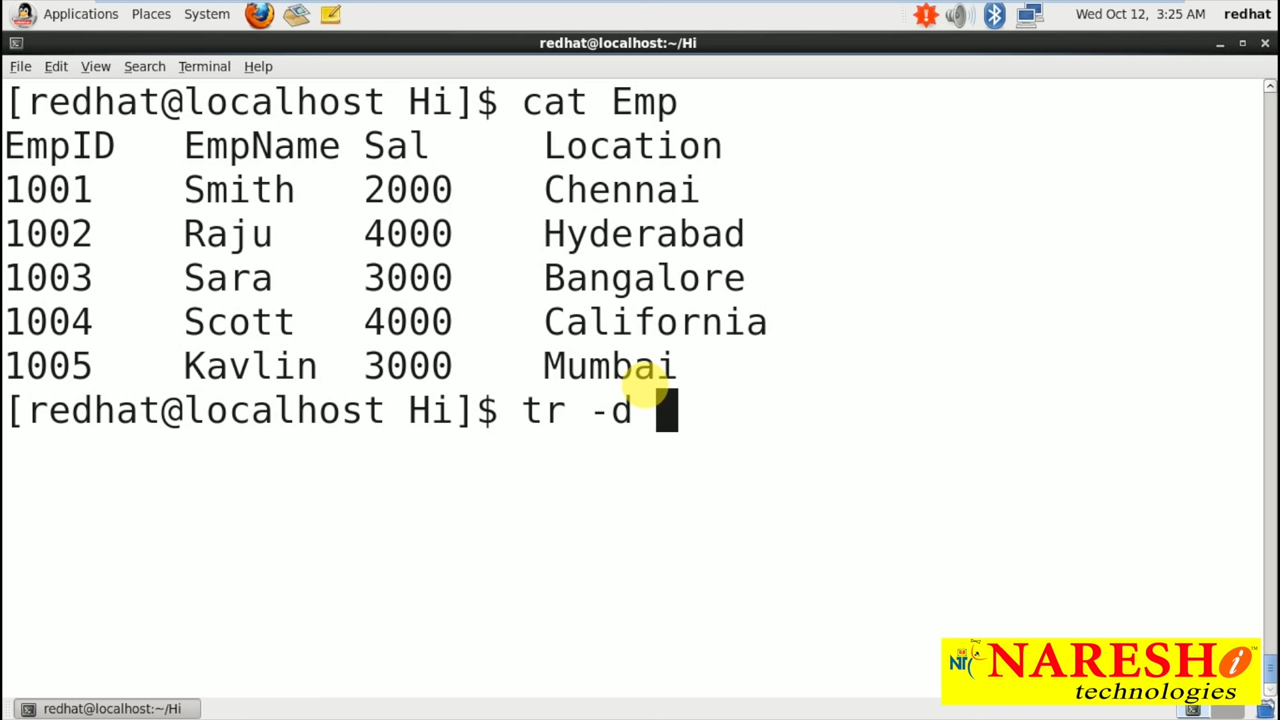 Applications Places System Wed Oct 12, 3:25 AM redhat
redhat@localhost:~/Hi
File Edit View Search Terminal Help
[redhat@localhost Hi]$ cat Emp
EmpID EmpName Sal Location
1001 Smith 2000 Chennai
1002 Raju 4000 Hyderabad
1003 Sara 3000 Bangalore
1004 Scott 4000 California
1005 Kavlin 3000 Mumbai
[redhat@localhost Hi]$ tr -d
NARESH i
technologies
redhat@localhost:~/Hi